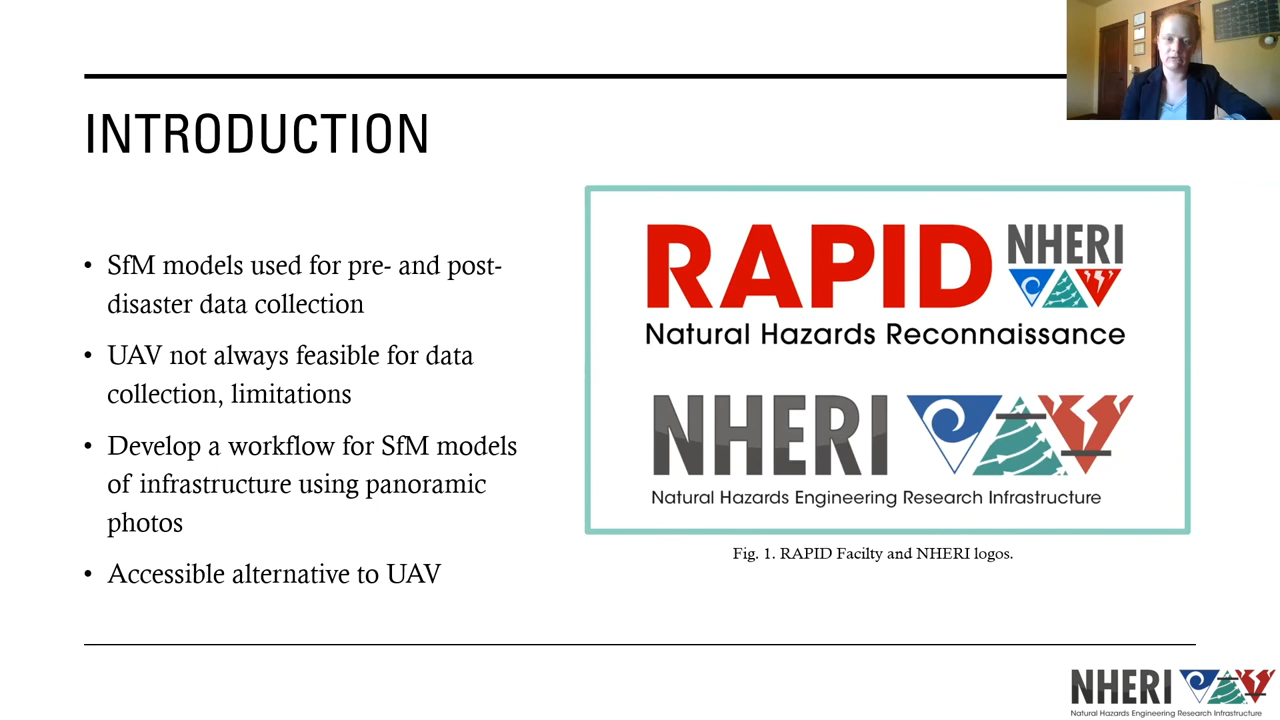 INTRODUCTION
• SfM models used for pre- and post-
disaster data collection
• UAV not always feasible for data
collection, limitations
• Develop a workflow for SfM models
of infrastructure using panoramic
photos
• Accessible alternative to UAV
RAPID NHERI
Natural Hazards Reconnaissance
NHERI
Natural Hazards Engineering Research Infrastructure
Fig. 1. RAPID Facilty and NHERI logos.
NHERI
Natural Hazards Engineering Research Infrastructure